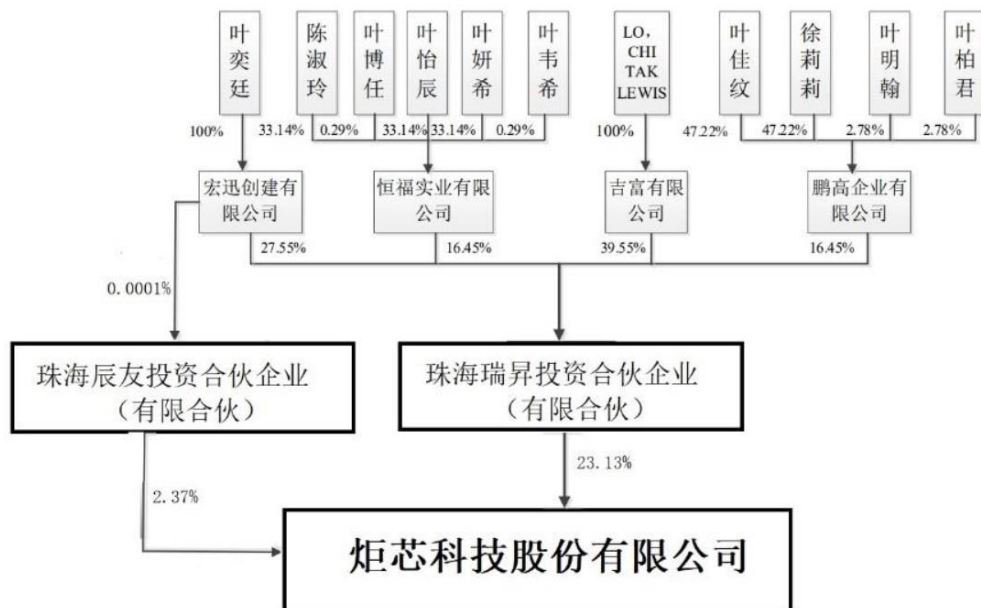 叶奕廷
陈淑玲
叶博任
叶怡辰
叶妍希
叶韦希
LO,
CHI
TAK
LEWIS
叶佳纹
徐莉莉
叶明翰
叶柏君
100%
33.14%
0.29%
33.14%
33.14%
0.29%
100%
47.22%
47.22%
2.78%
2.78%
宏迅创建有
限公司
恒福实业有限
公司
吉富有限公
司
鹏高企业有
限公司
27.55%
16.45%
39.55%
16.45%
0.0001%
珠海辰友投资合伙企业
（有限合伙）
珠海瑞昇投资合伙企业
（有限合伙）
2.37%
23.13%
炬芯科技股份有限公司